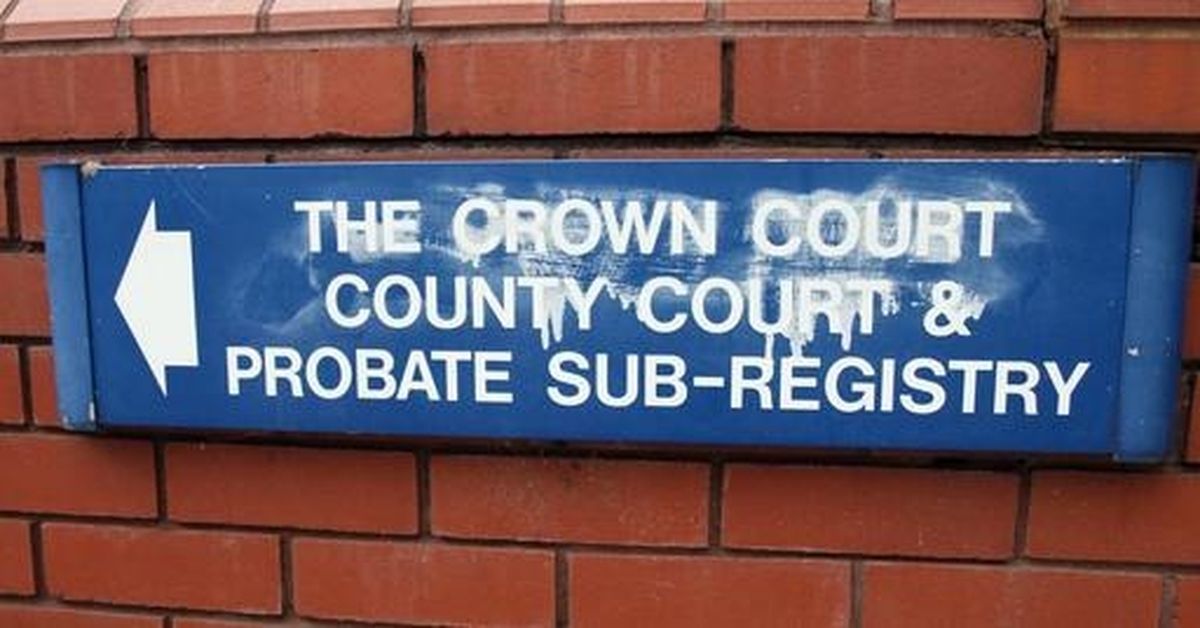 THE CROWN COURT
COUNTY COURT &
PROBATE SUB-REGISTRY